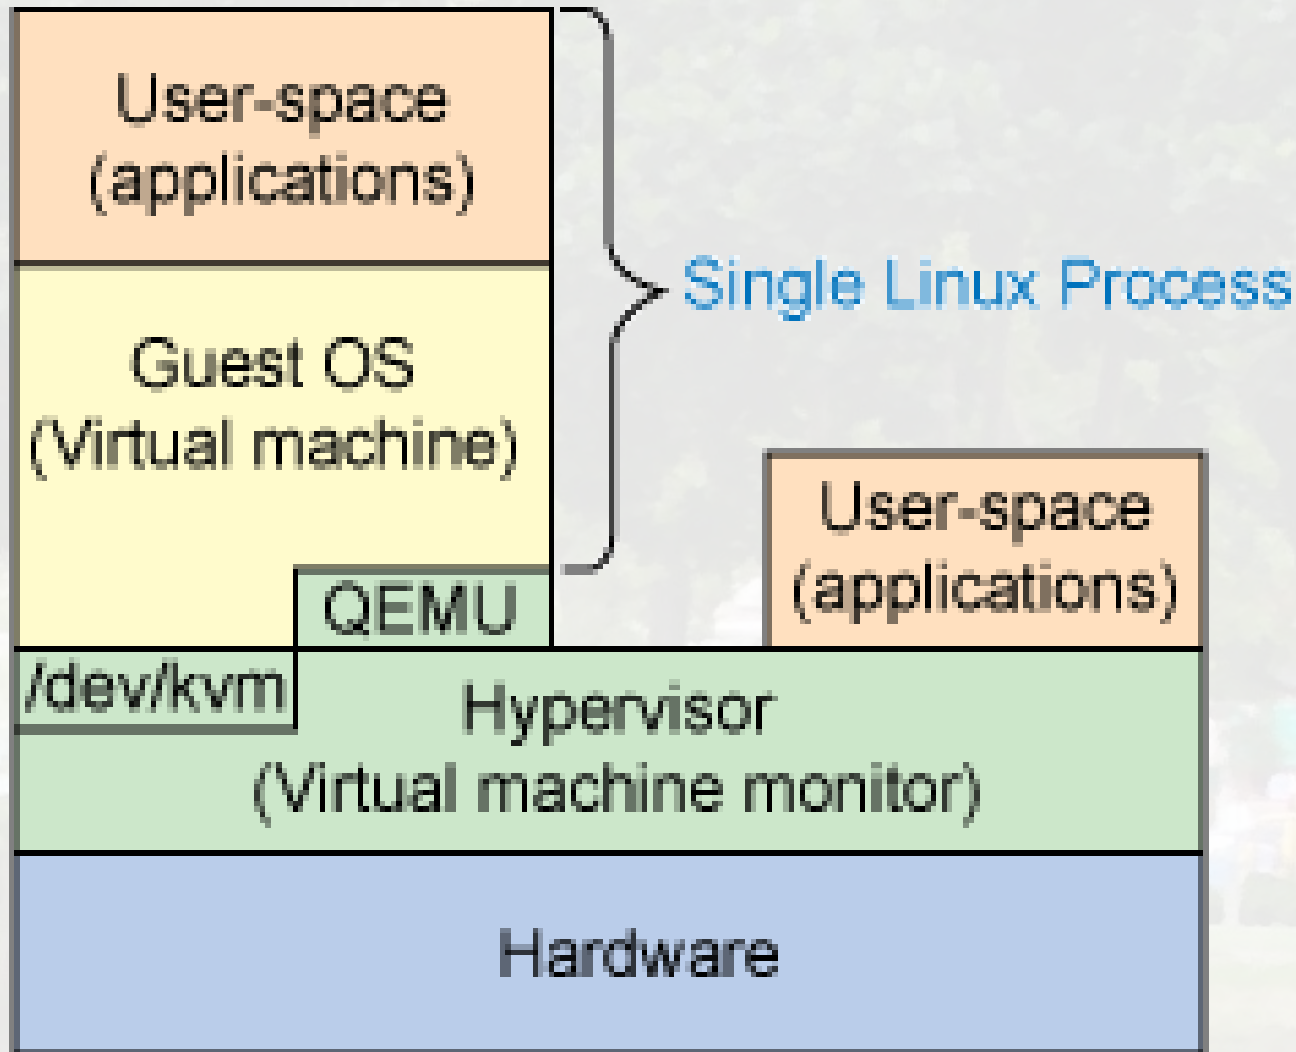 User-space
(applications)
Single Linux Process
Guest OS
(Virtual machine)
User-space
(applications)
QEMU
/dev/kvm
Hypervisor
(Virtual machine monitor)
Hardware